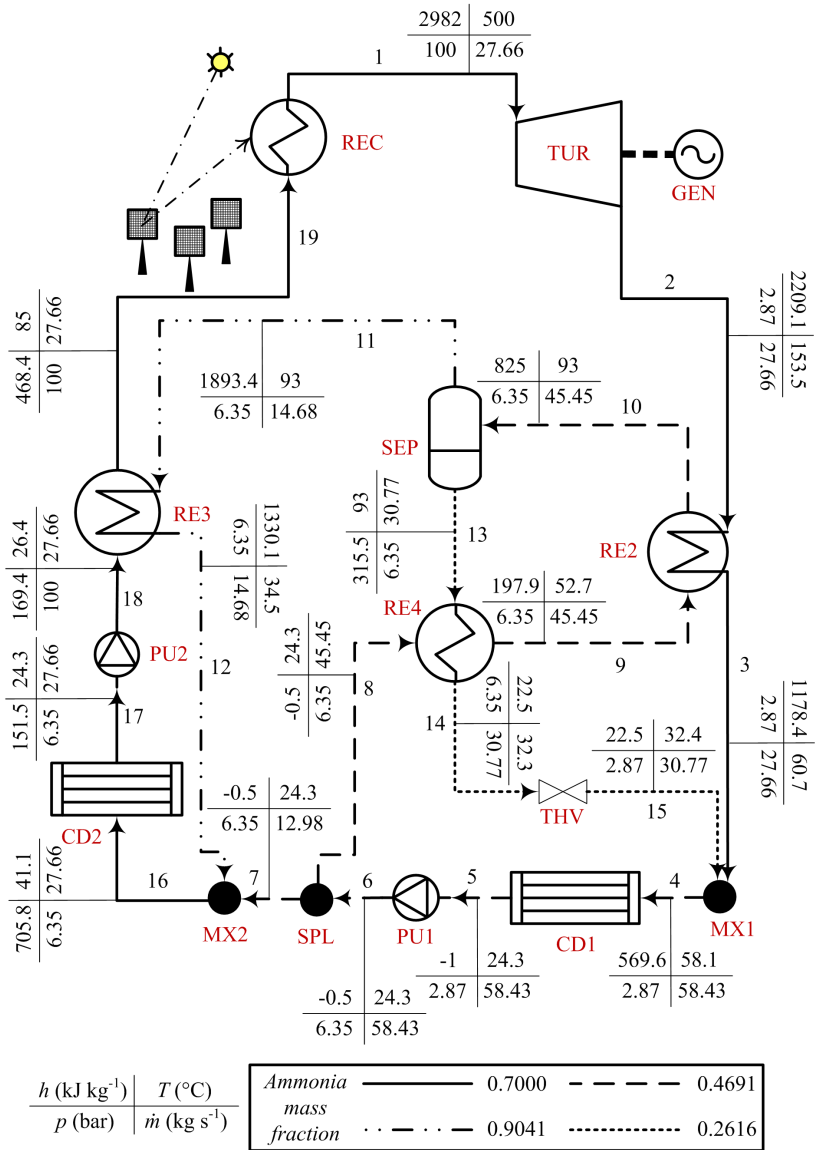 2982 500
100 27.66
1
REC
TUR
GEN
19
2
2209.1 153.5
2.87 27.66
85 27.66
468.4 100
11
1893.4 93
6.35 14.68
825 93
6.35 45.45
10
SEP
93 30.77
315.5 6.35
13
RE3
RE2
1330.1 34.5
6.35 14.68
26.4 27.66
169.4 100
18
RE4
197.9 52.7
6.35 45.45
9
3
PU2
12
24.3 45.45
-0.5 6.35
8
14
22.5 32.3
6.35 30.77
24.3 27.66
151.5 6.35
17
1178.4 60.7
2.87 27.66
22.5 32.4
2.87 30.77
THV
15
CD2
-0.5 24.3
6.35 12.98
41.1 27.66
705.8 6.35
16
7
6
5
4
MX2
SPL
PU1
CD1
MX1
-1 24.3
2.87 58.43
569.6 58.1
2.87 58.43
-0.5 24.3
6.35 58.43
h (kJ kg⁻¹) T (°C)
p (bar) ṁ (kg s⁻¹)
Ammonia
mass
fraction
0.7000 0.4691
0.9041 0.2616